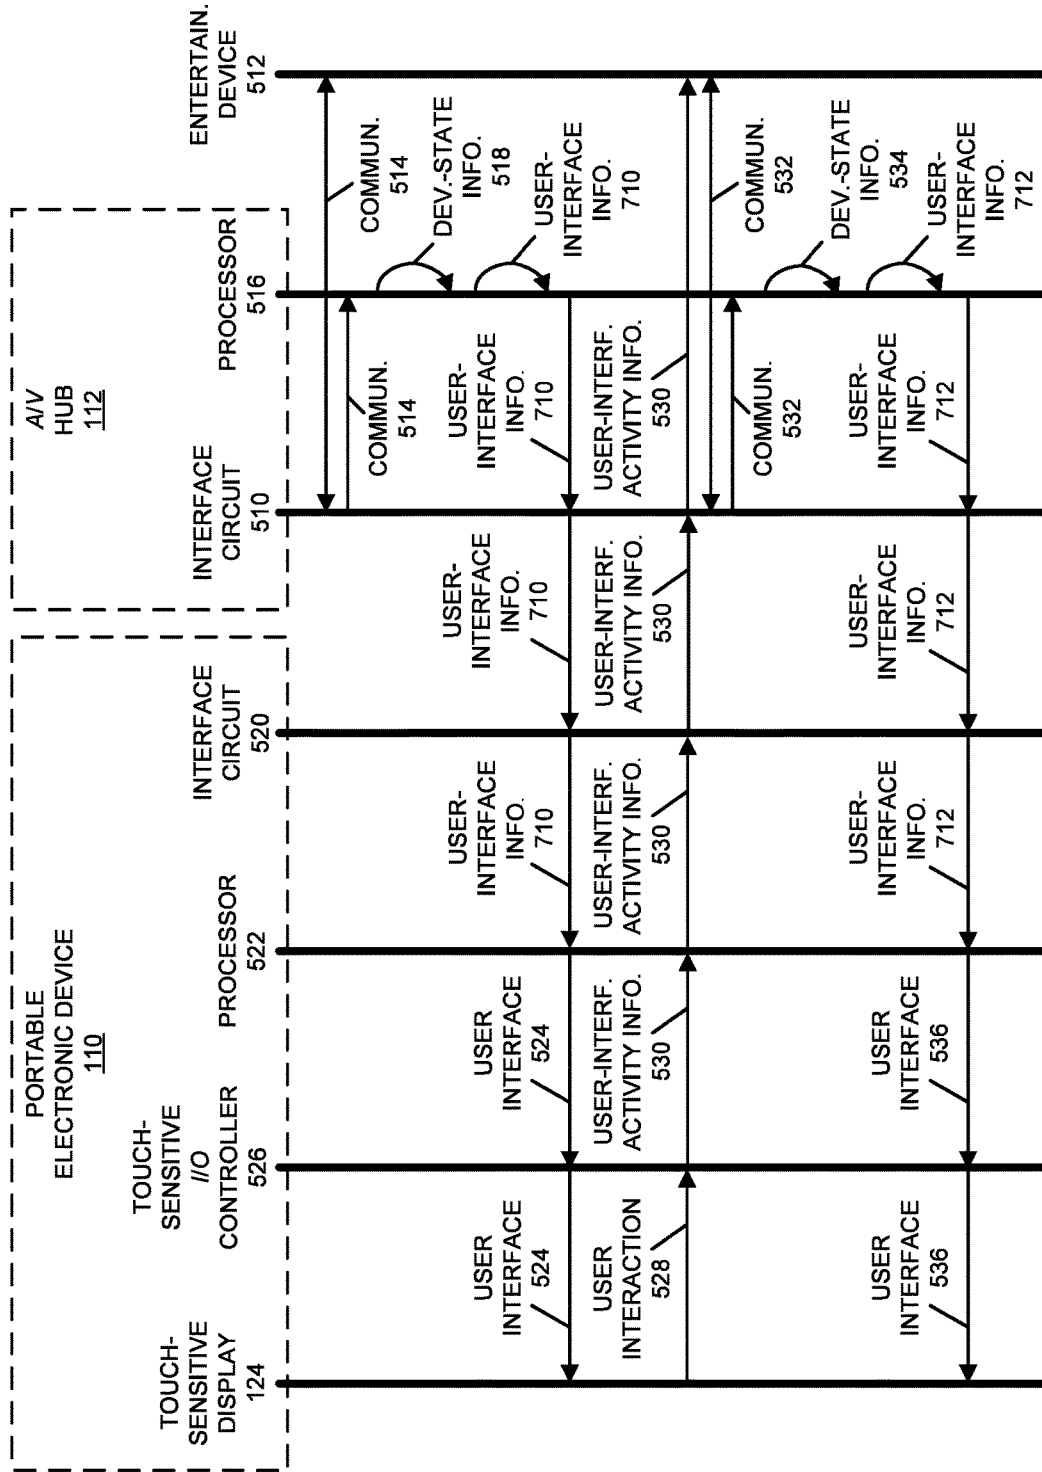 PORTABLE
ELECTRONIC DEVICE
110
A/V
HUB
112
TOUCH-
SENSITIVE
DISPLAY
124
TOUCH-
SENSITIVE
I/O
CONTROLLER
526
PROCESSOR
522
INTERFACE
CIRCUIT
520
INTERFACE
CIRCUIT
510
PROCESSOR
516
ENTERTAIN.
DEVICE
512
COMMUN.
514
COMMUN.
514
DEV.-STATE
INFO.
518
USER-
INTERFACE
INFO.
710
USER
INTERFACE
524
USER
INTERFACE
524
USER-
INTERFACE
INFO.
710
USER-
INTERFACE
INFO.
710
USER-
INTERFACE
INFO.
710
USER
INTERACTION
528
USER-INTERF.
ACTIVITY INFO.
530
USER-INTERF.
ACTIVITY INFO.
530
USER-INTERF.
ACTIVITY INFO.
530
USER-INTERF.
ACTIVITY INFO.
530
COMMUN.
532
COMMUN.
532
DEV.-STATE
INFO.
534
USER-
INTERFACE
INFO.
712
USER
INTERFACE
536
USER
INTERFACE
536
USER-
INTERFACE
INFO.
712
USER-
INTERFACE
INFO.
712
USER-
INTERFACE
INFO.
712